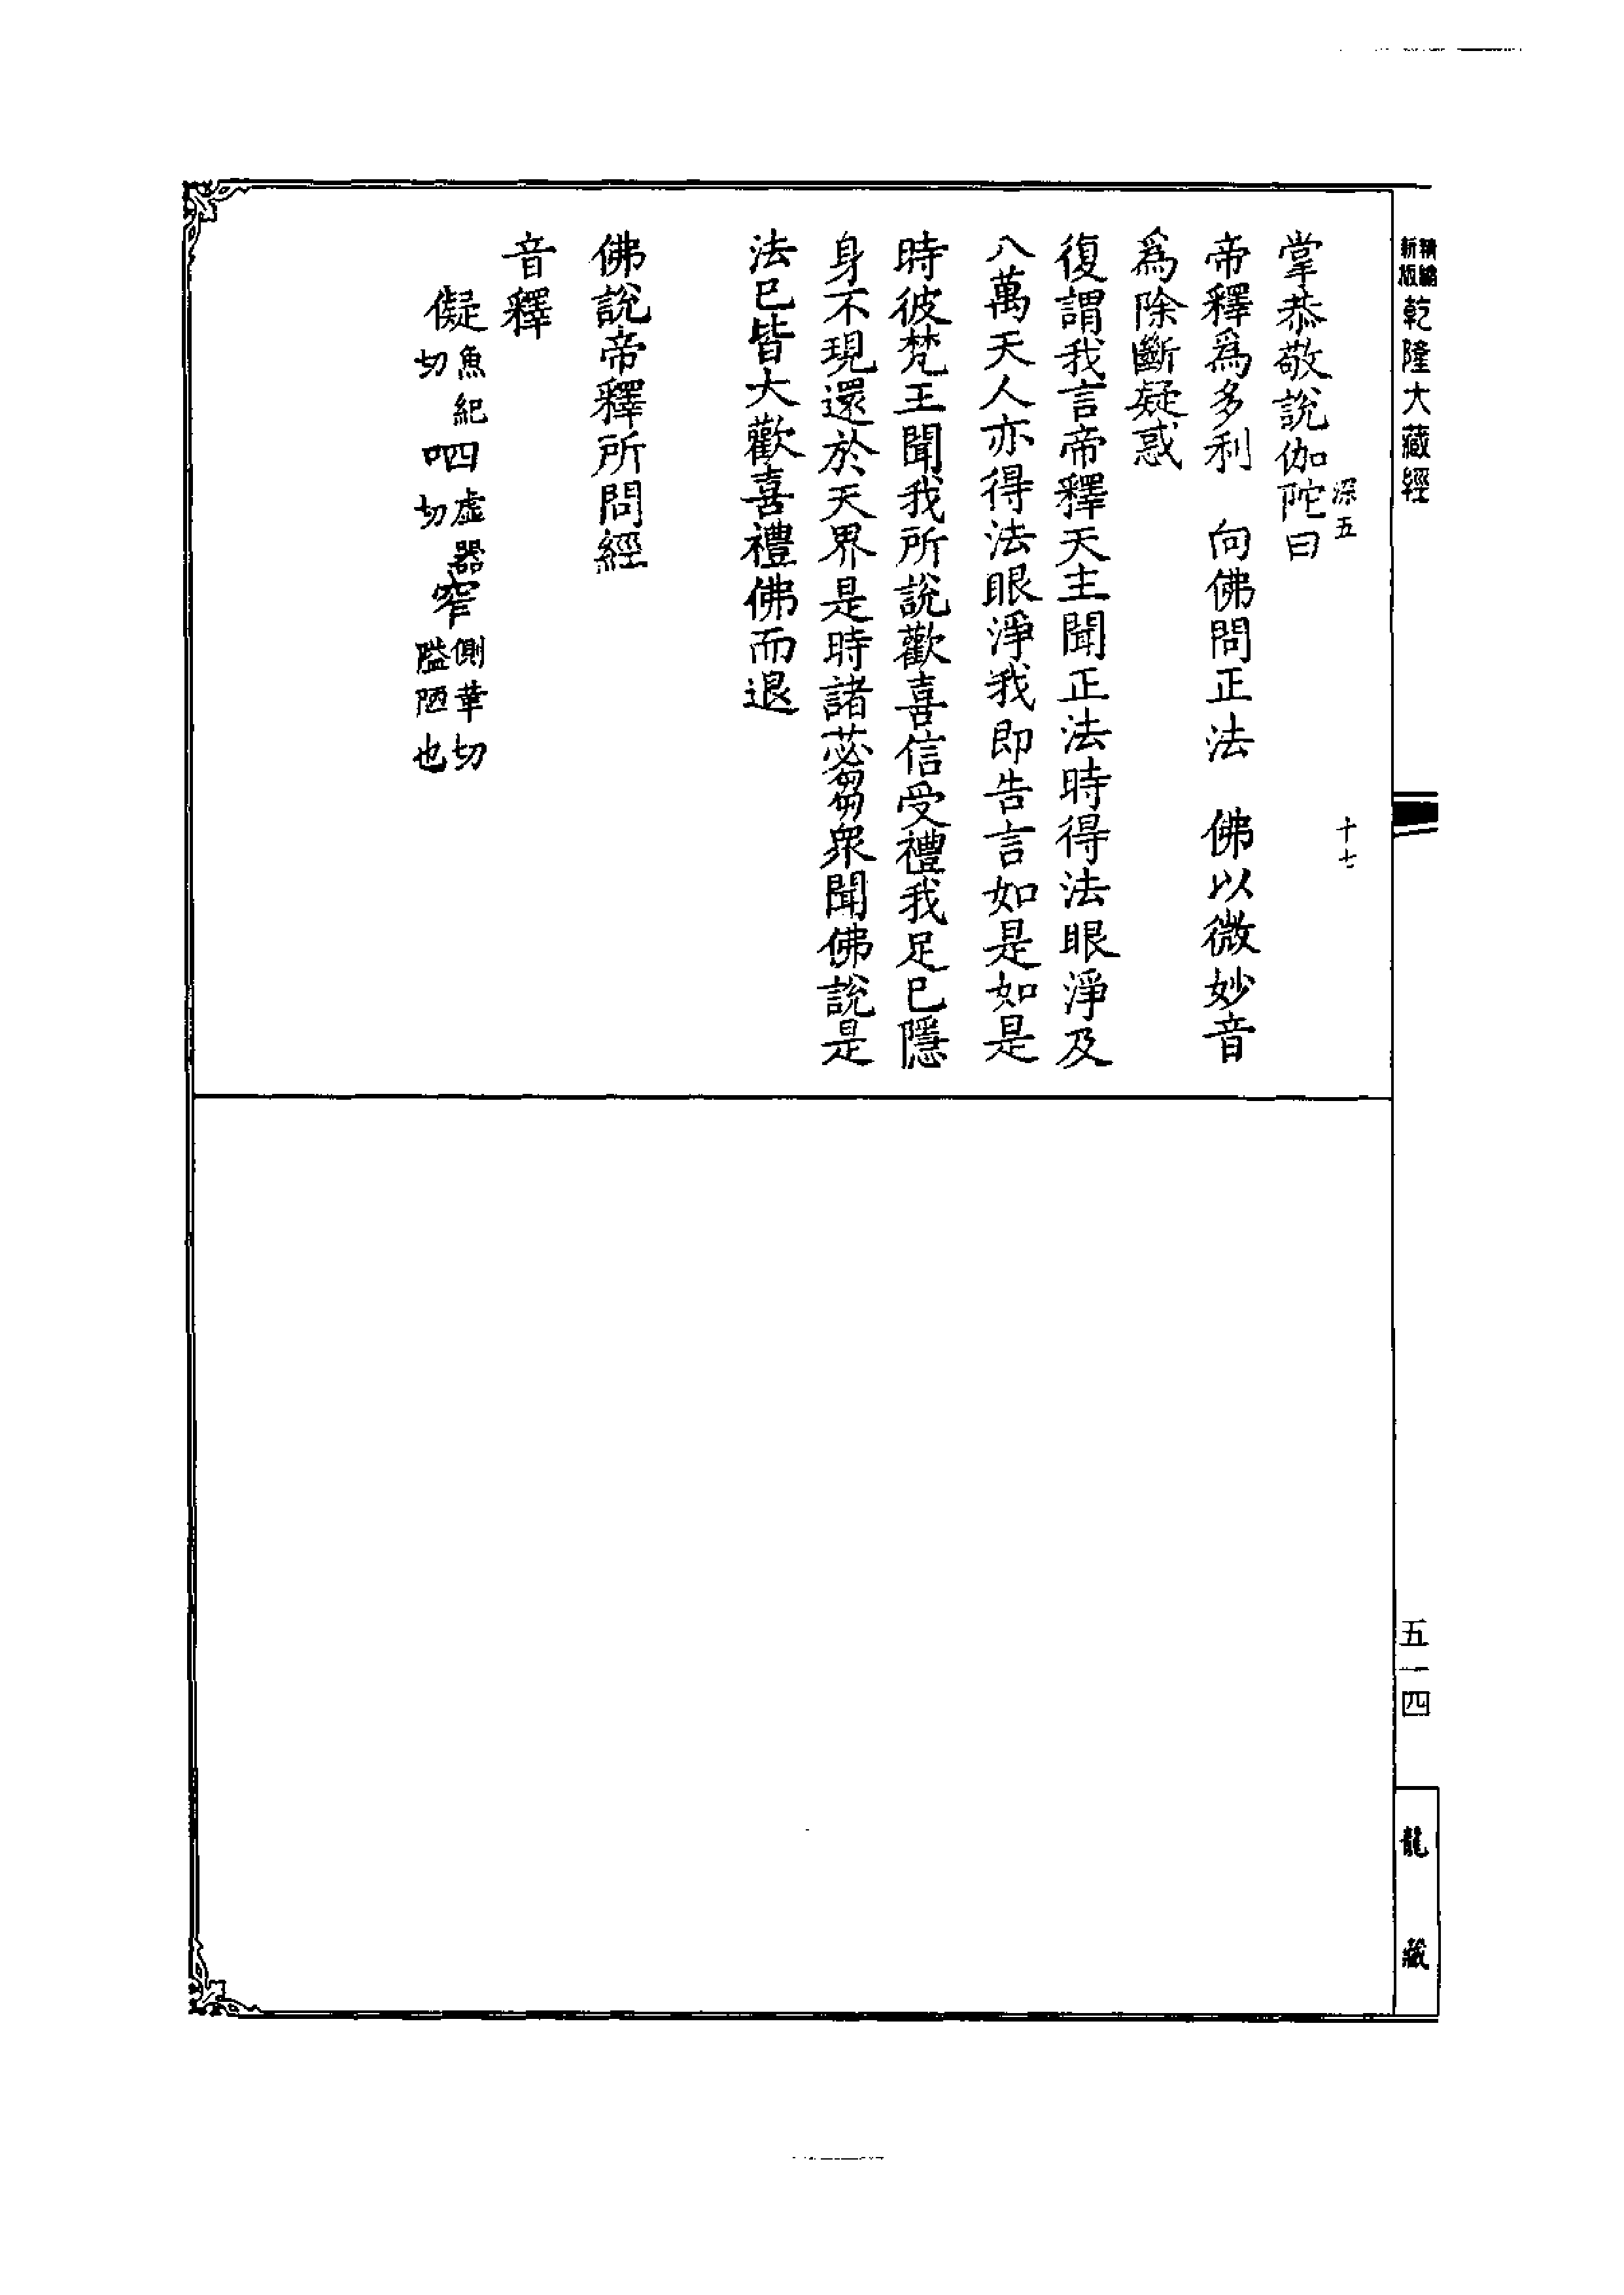 精編新版乾隆大藏經
深五
十七
掌恭敬說伽陀曰
帝釋爲多利　向佛問正法　佛以微妙音
爲除斷疑惑
復謂我言帝釋天主聞正法時得法眼淨及
八萬天人亦得法眼淨我即告言如是如是
時彼梵王聞我所說歡喜信受禮我足已隱
身不現還於天界是時諸苾芻衆聞佛說是
法已皆大歡喜禮佛而退
佛說帝釋所問經
音釋
儗魚紀切呬虛器切窄側革切隘陋也
五一四
龍藏